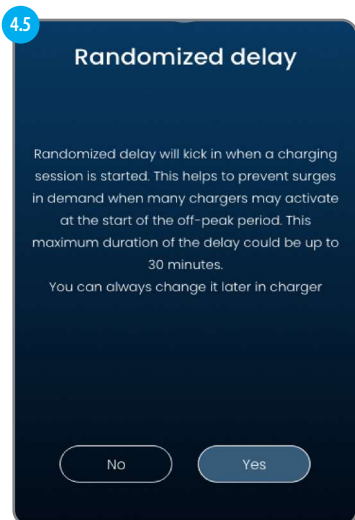 4.5
Randomized delay
Randomized delay will kick in when a charging
session is started. This helps to prevent surges
in demand when many chargers may activate
at the start of the off-peak period. This
maximum duration of the delay could be up to
30 minutes.
You can always change it later in charger
No
Yes